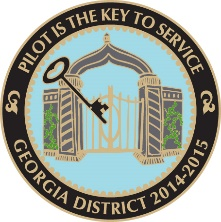 PILOT IS THE KEY TO SERVICE
GEORGIA DISTRICT 2014-2015